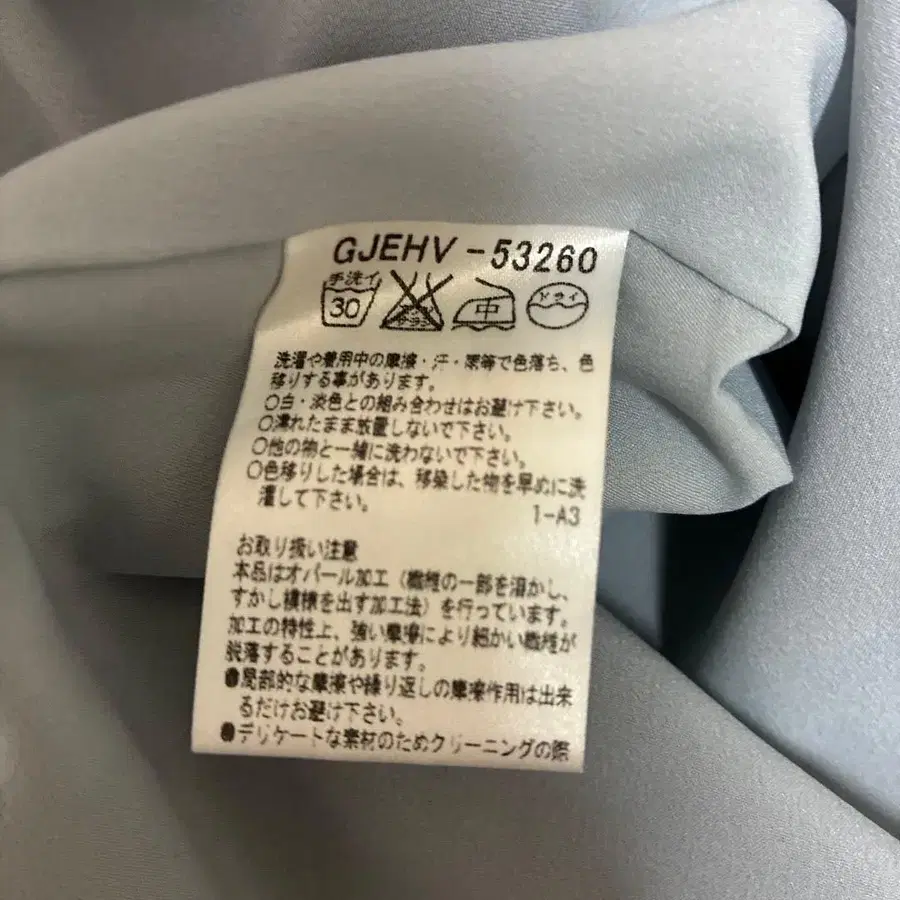 GJEHV-53260
手洗イ
30
中
ドライ
洗濯や着用中の摩擦・汗・雨等で色落ち、色
移りする事があります。
○白・淡色との組み合わせはお避け下さい。
○濡れたまま放置しないで下さい。
○他の物と一緒に洗わないで下さい。
○色移りした場合は、移染した物を早めに洗
濯して下さい。
1-A3
お取り扱い注意
本品はオパール加工（繊維の一部を溶かし、
すかし模様を出す加工法）を行っています。
加工の特性上、強い摩擦により細かい繊維が
脱落することがあります。
●局部的な摩擦や繰り返しの摩擦作用は出来
るだけお避け下さい。
●デリケートな素材のためクリーニングの際